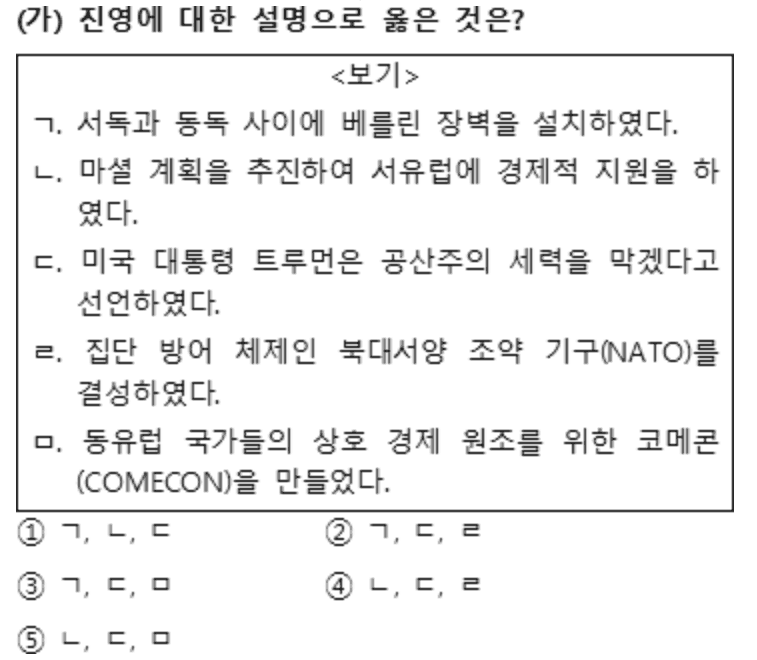 (가) 진영에 대한 설명으로 옳은 것은?
<보기>
ㄱ. 서독과 동독 사이에 베를린 장벽을 설치하였다.
ㄴ. 마셜 계획을 추진하여 서유럽에 경제적 지원을 하
였다.
ㄷ. 미국 대통령 트루먼은 공산주의 세력을 막겠다고
선언하였다.
ㄹ. 집단 방어 체제인 북대서양 조약 기구(NATO)를
결성하였다.
ㅁ. 동유럽 국가들의 상호 경제 원조를 위한 코메콘
(COMECON)을 만들었다.
① ㄱ, ㄴ, ㄷ ② ㄱ, ㄷ, ㄹ
③ ㄱ, ㄷ, ㅁ ④ ㄴ, ㄷ, ㄹ
⑤ ㄴ, ㄷ, ㅁ